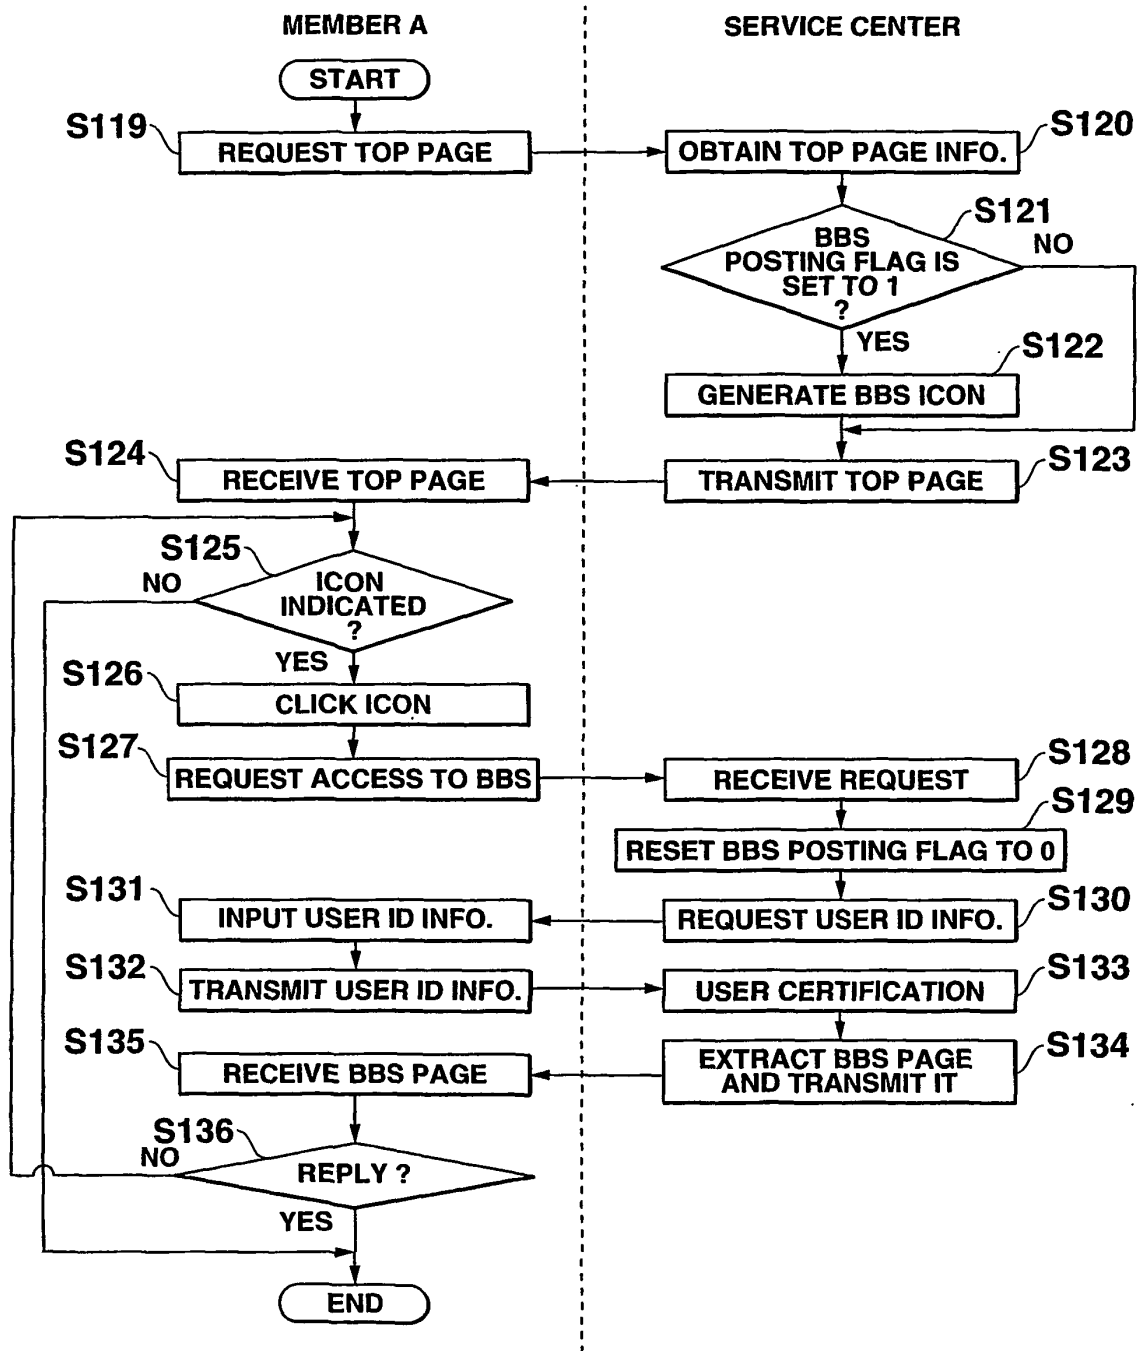 MEMBER A
SERVICE CENTER
START
S119
REQUEST TOP PAGE
S120
OBTAIN TOP PAGE INFO.
S121
BBS
POSTING FLAG IS
SET TO 1
?
NO
YES
S122
GENERATE BBS ICON
S123
TRANSMIT TOP PAGE
S124
RECEIVE TOP PAGE
S125
ICON
INDICATED
?
NO
YES
S126
CLICK ICON
S127
REQUEST ACCESS TO BBS
S128
RECEIVE REQUEST
S129
RESET BBS POSTING FLAG TO 0
S130
REQUEST USER ID INFO.
S131
INPUT USER ID INFO.
S132
TRANSMIT USER ID INFO.
S133
USER CERTIFICATION
S134
EXTRACT BBS PAGE
AND TRANSMIT IT
S135
RECEIVE BBS PAGE
S136
REPLY ?
NO
YES
END